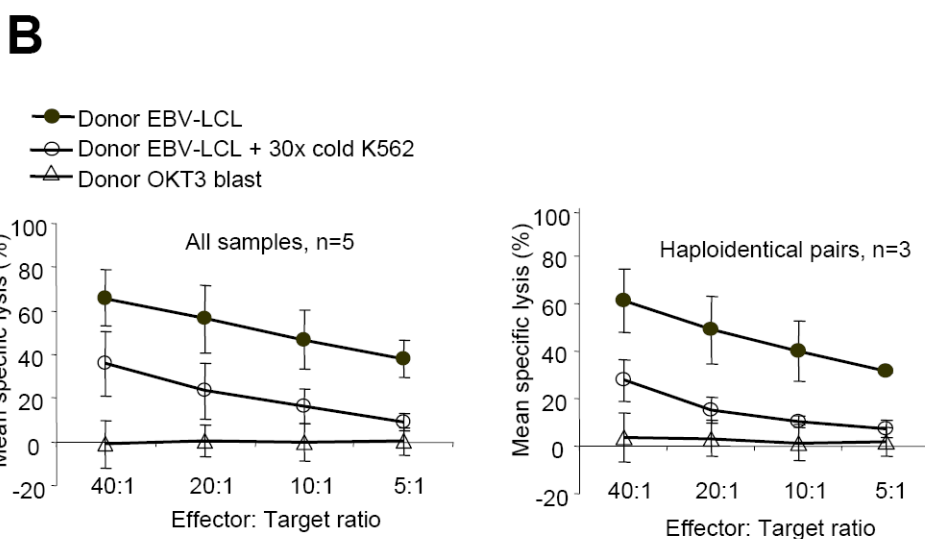 B
Donor EBV-LCL
Donor EBV-LCL + 30x cold K562
Donor OKT3 blast
Mean specific lysis (%)
100
80
60
40
20
0
-20
All samples, n=5
40:1 20:1 10:1 5:1
Effector: Target ratio
Mean specific lysis (%)
100
80
60
40
20
0
-20
Haploidentical pairs, n=3
40:1 20:1 10:1 5:1
Effector: Target ratio